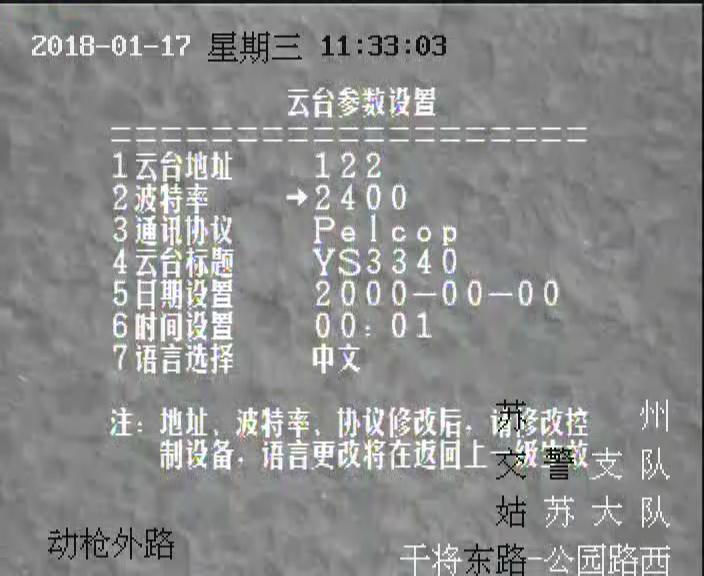 2018-01-17 星期三 11:33:03
云台参数设置
===================
1 云台地址 122
2 波特率 →2400
3 通讯协议 Pelcop
4 云台标题 YS3340
5 日期设置 2000-00-00
6 时间设置 00:01
7 语言选择 中文
注: 地址、波特率、协议修改后,请修改控
制设备,语言更改将在返回上一级生效
苏 州
交警支队
姑苏大队
动枪外路
干将东路-公园路西